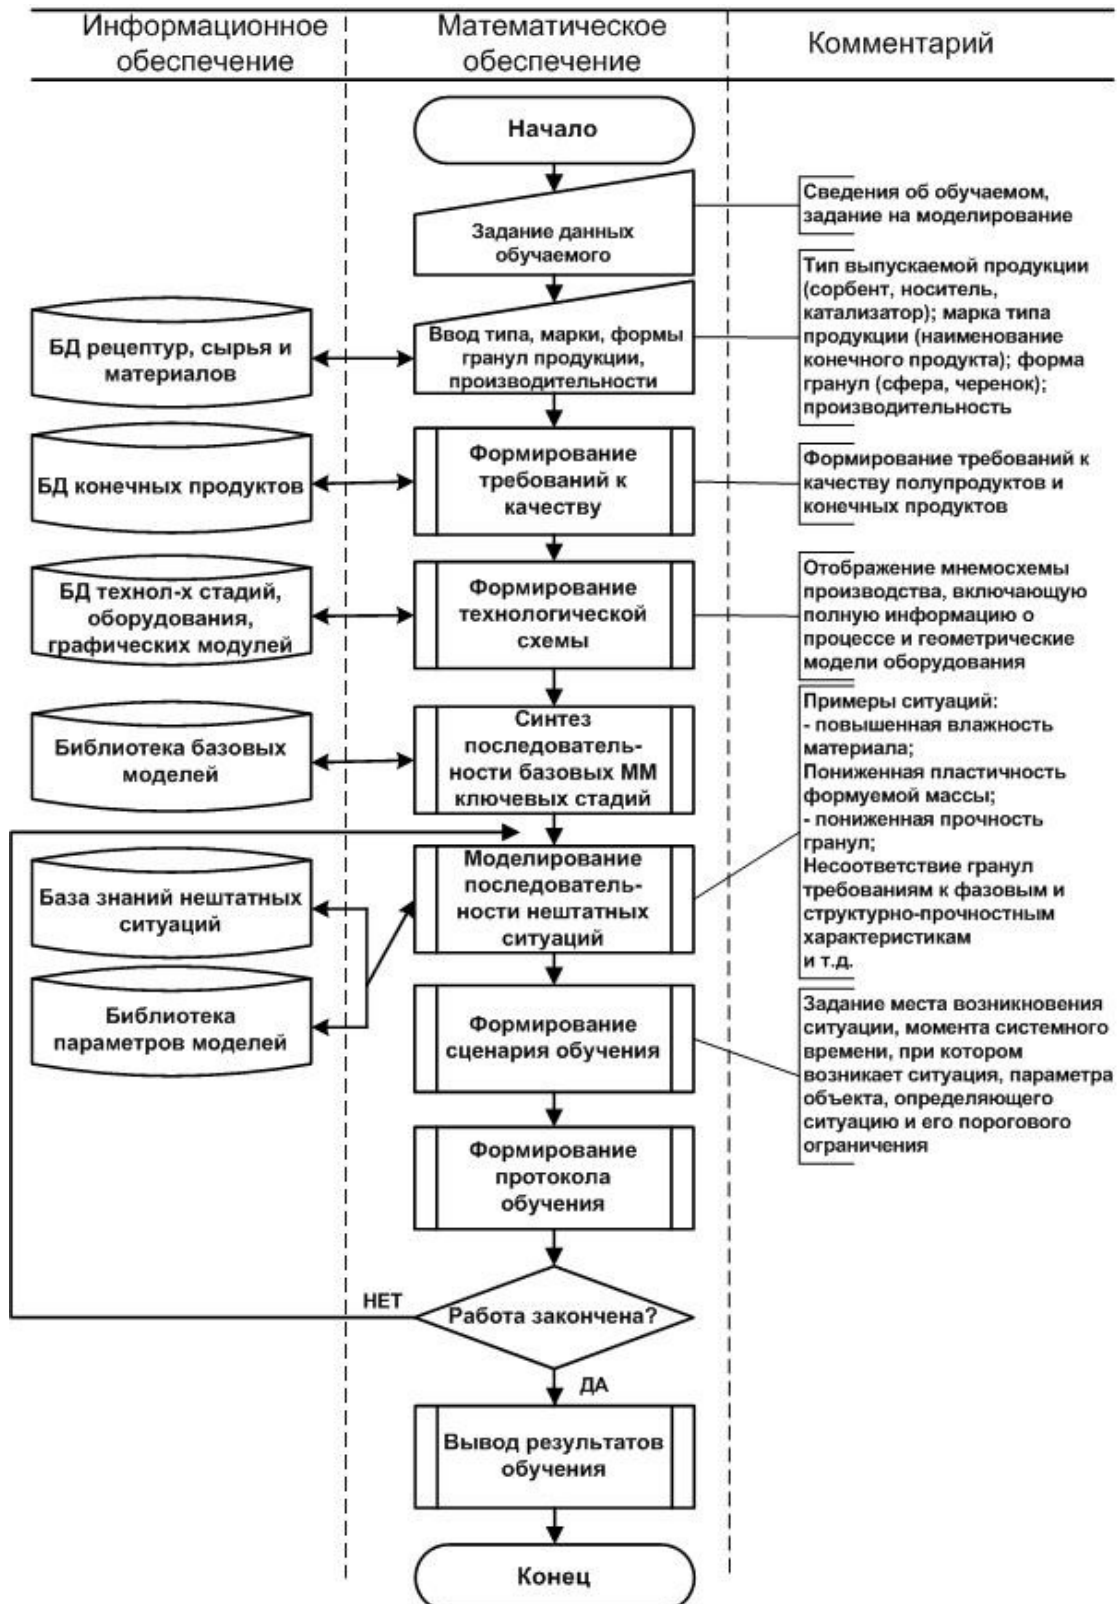 Информационное
обеспечение
Математическое
обеспечение
Комментарий
Начало
Задание данных
обучаемого
Сведения об обучаемом,
задание на моделирование
БД рецептур, сырья и
материалов
Ввод типа, марки, формы
гранул продукции,
производительности
Тип выпускаемой продукции
(сорбент, носитель,
катализатор); марка типа
продукции (наименование
конечного продукта); форма
гранул (сфера, черенок);
производительность
БД конечных продуктов
Формирование
требований к
качеству
Формирование требований к
качеству полупродуктов и
конечных продуктов
БД технол-х стадий,
оборудования,
графических модулей
Формирование
технологической
схемы
Отображение мнемосхемы
производства, включающую
полную информацию о
процессе и геометрические
модели оборудования
Библиотека базовых
моделей
Синтез
последователь-
ности базовых ММ
ключевых стадий
Примеры ситуаций:
- повышенная влажность
материала;
Пониженная пластичность
формуемой массы;
- пониженная прочность
гранул;
Несоответствие гранул
требованиям к фазовым и
структурно-прочностным
характеристикам
и т.д.
База знаний нештатных
ситуаций
Моделирование
последователь-
ности нештатных
ситуаций
Библиотека
параметров моделей
Формирование
сценария обучения
Задание места возникновения
ситуации, момента системного
времени, при котором
возникает ситуация, параметра
объекта, определяющего
ситуацию и его порогового
ограничения
Формирование
протокола
обучения
НЕТ
Работа закончена?
ДА
Вывод результатов
обучения
Конец